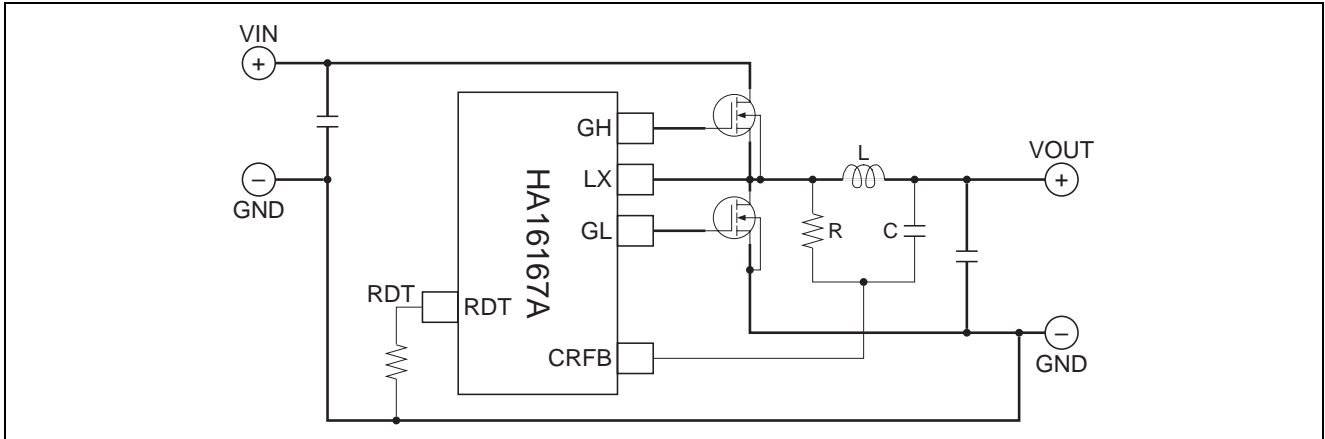 VIN
+
GH
L
VOUT
LX
+
−
GND
HA16167A
GL
R
C
RDT
RDT
CRFB
−
GND